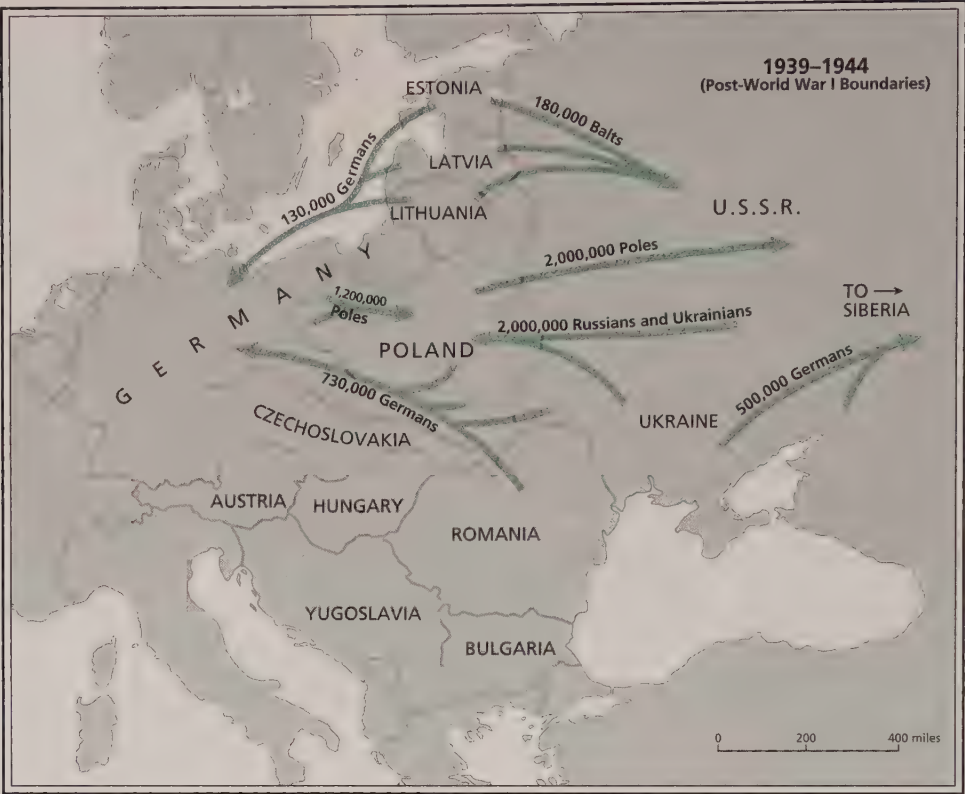 1939–1944
(Post-World War I Boundaries)
ESTONIA
180,000 Balts
130,000 Germans
LATVIA
LITHUANIA
U.S.S.R.
2,000,000 Poles
GERMANY
1,200,000
Poles
TO →
SIBERIA
2,000,000 Russians and Ukrainians
POLAND
730,000 Germans
500,000 Germans
CZECHOSLOVAKIA
UKRAINE
AUSTRIA
HUNGARY
ROMANIA
YUGOSLAVIA
BULGARIA
0 200 400 miles